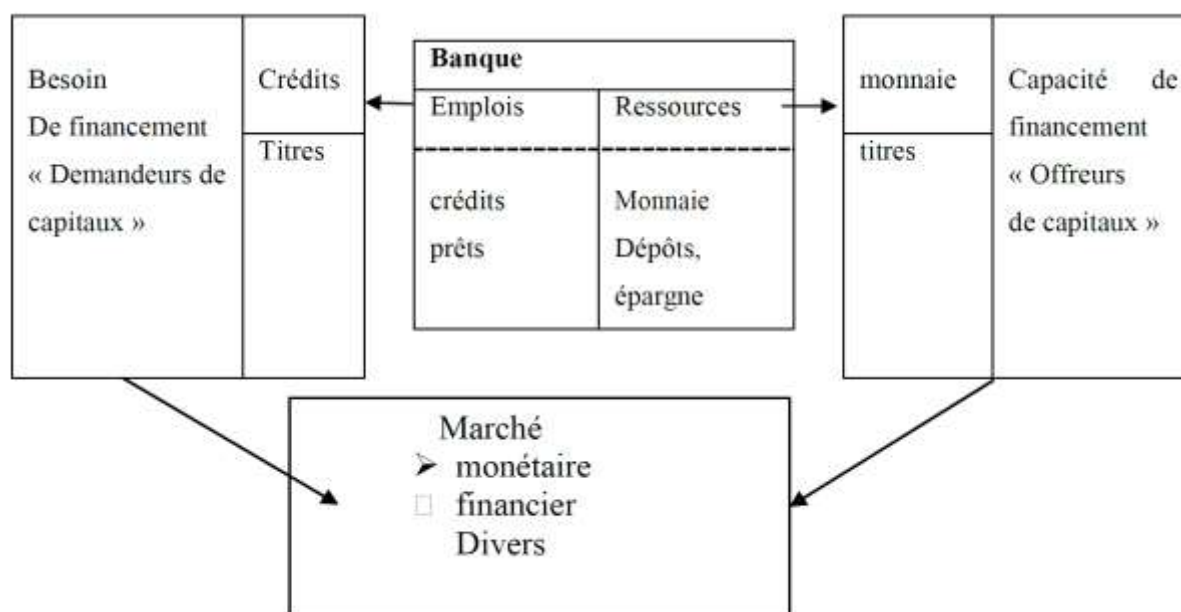 Besoin
De financement
« Demandeurs de
capitaux »
Crédits
Titres
Banque
Emplois
Ressources
crédits
prêts
Monnaie
Dépôts,
épargne
monnaie
titres
Capacité de
financement
« Offreurs
de capitaux »
Marché
monétaire
financier
Divers